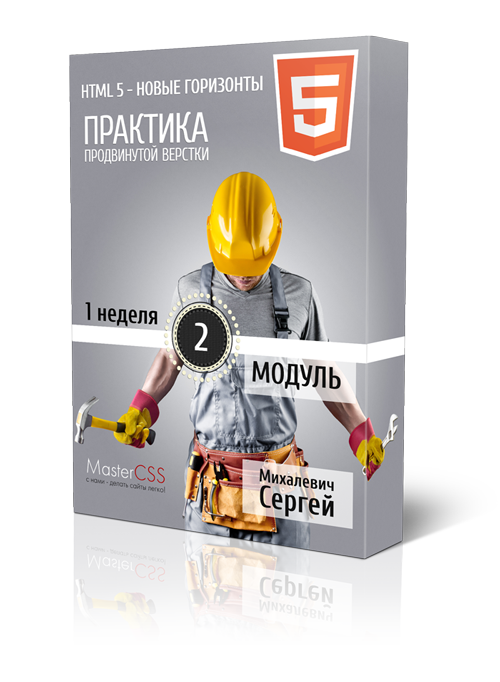 HTML 5 - НОВЫЕ ГОРИЗОНТЫ
5
ПРАКТИКА
ПРОДВИНУТОЙ ВЕРСТКИ
1 неделя
2
МОДУЛЬ
MasterCSS
с нами - делать сайты легко!
Михалевич
Сергей